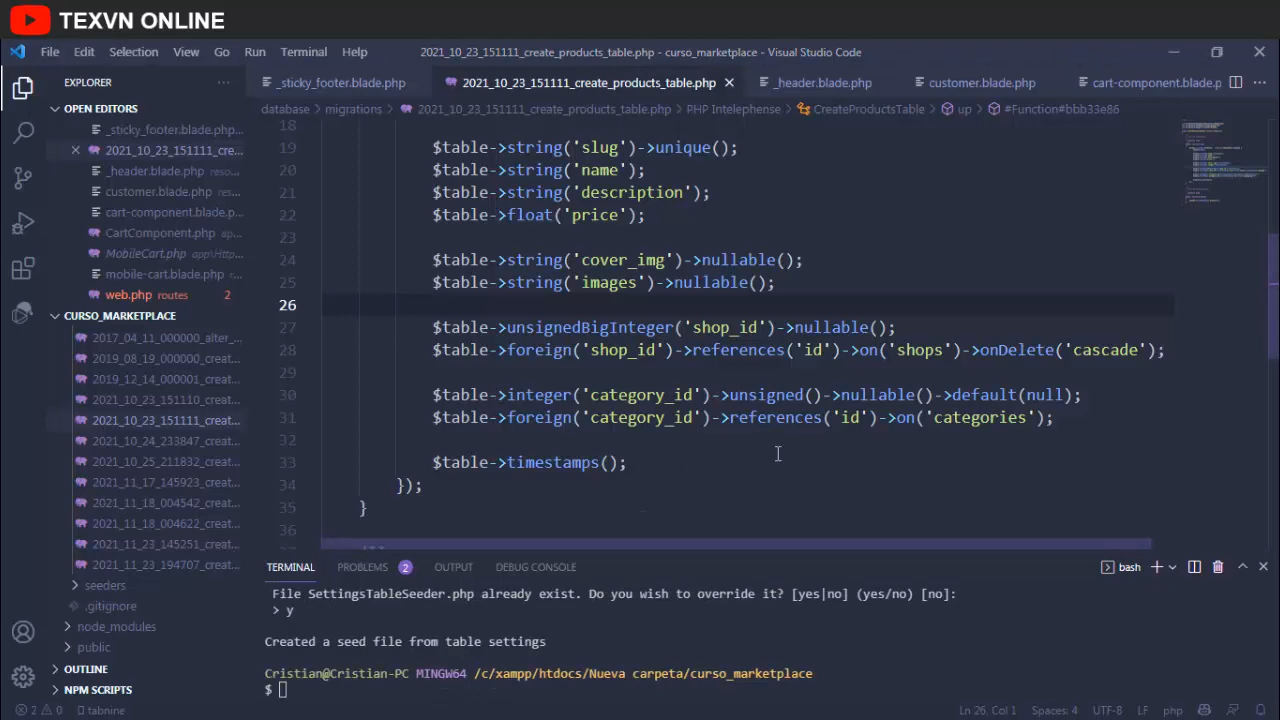 TEXVN ONLINE
File Edit Selection View Go Run Terminal Help 2021_10_23_151111_create_products_table.php - curso_marketplace - Visual Studio Code
EXPLORER
_sticky_footer.blade.php 2021_10_23_151111_create_products_table.php _header.blade.php customer.blade.php cart-component.blade.p
OPEN EDITORS
_sticky_footer.blade.php...
2021_10_23_151111_cre...
_header.blade.php reso...
customer.blade.php res...
cart-component.blade.p...
CartComponent.php ap...
MobileCart.php app\Htt...
mobile-cart.blade.php r...
web.php routes 2
CURSO_MARKETPLACE
2017_04_11_000000_alter_...
2019_08_19_000000_creat...
2019_12_14_000001_creat...
2021_10_23_151110_creat...
2021_10_23_151111_creat...
2021_10_24_233847_creat...
2021_10_25_211832_creat...
2021_11_17_145923_creat...
2021_11_18_004542_creat...
2021_11_18_004622_creat...
2021_11_23_145251_creat...
2021_11_23_194707_creat...
seeders
.gitignore
node_modules
public
OUTLINE
NPM SCRIPTS
database > migrations > 2021_10_23_151111_create_products_table.php > PHP Intelephense > CreateProductsTable > up > #Function#bbb33e86
18
19 $table->string('slug')->unique();
20 $table->string('name');
21 $table->string('description');
22 $table->float('price');
23
24 $table->string('cover_img')->nullable();
25 $table->string('images')->nullable();
26
27 $table->unsignedBigInteger('shop_id')->nullable();
28 $table->foreign('shop_id')->references('id')->on('shops')->onDelete('cascade');
29
30 $table->integer('category_id')->unsigned()->nullable()->default(null);
31 $table->foreign('category_id')->references('id')->on('categories');
32
33 $table->timestamps();
34 });
35 }
36
TERMINAL PROBLEMS 2 OUTPUT DEBUG CONSOLE bash
File SettingsTableSeeder.php already exist. Do you wish to override it? [yes|no] (yes/no) [no]:
> y
Created a seed file from table settings
Cristian@Cristian-PC MINGW64 /c/xampp/htdocs/Nueva carpeta/curso_marketplace
$
2 0 tabnine Ln 26, Col 1 Spaces: 4 UTF-8 LF php